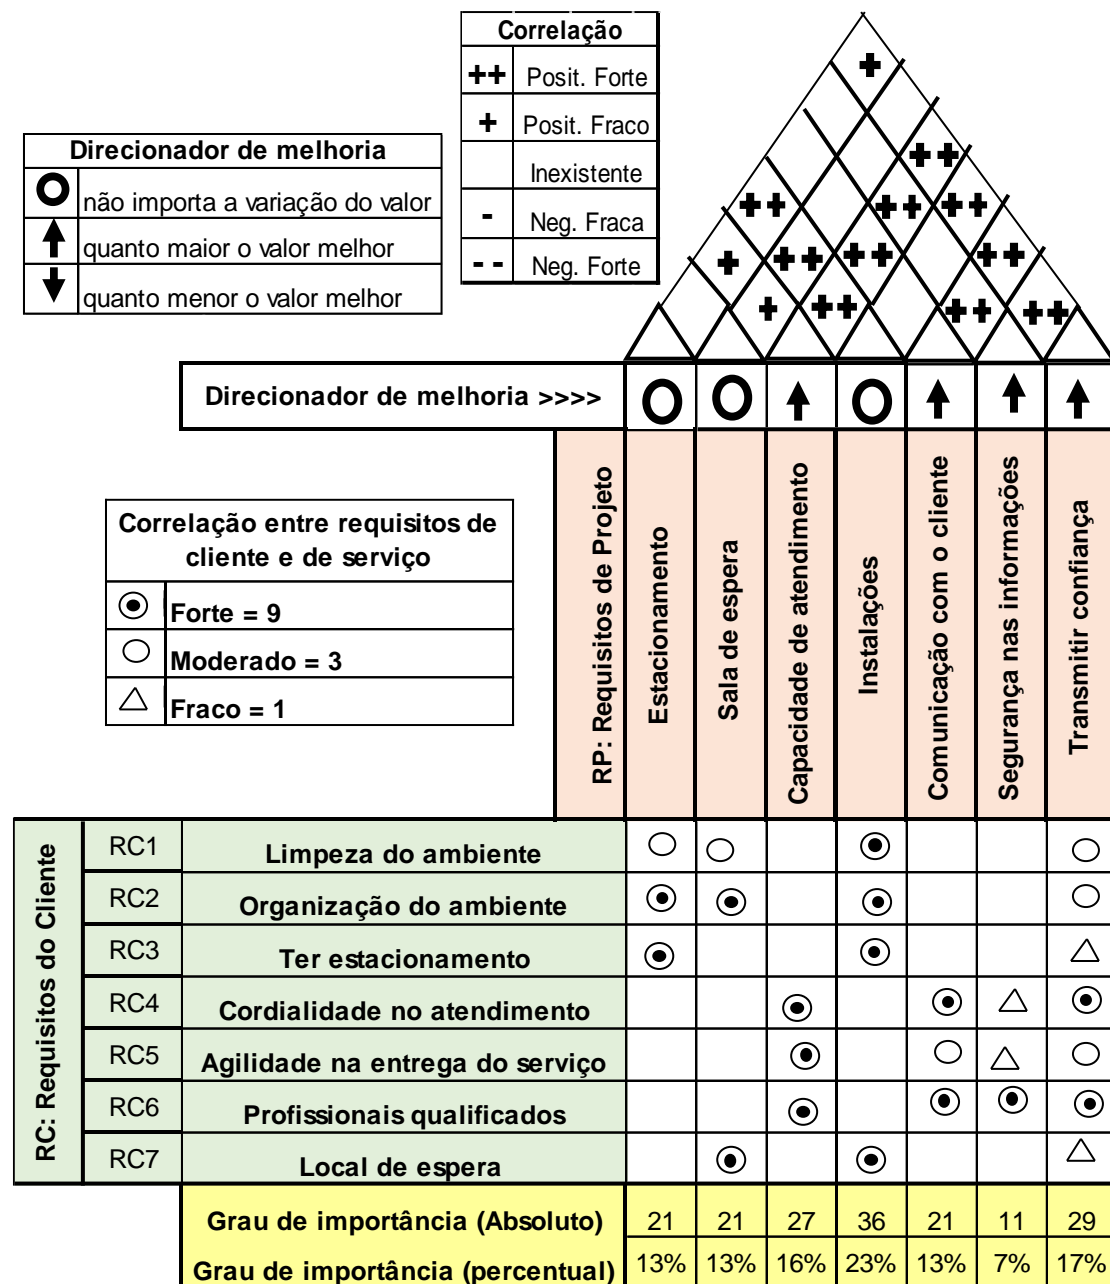 Correlação
++ Posit. Forte
+ Posit. Fraco
Inexistente
- Neg. Fraca
- - Neg. Forte
Direcionador de melhoria
não importa a variação do valor
quanto maior o valor melhor
quanto menor o valor melhor
+
++
++ ++ ++
+ ++ ++ ++
+ ++ ++ ++
Direcionador de melhoria >>>>
Correlação entre requisitos de
cliente e de serviço
Forte = 9
Moderado = 3
Fraco = 1
RP: Requisitos de Projeto
Estacionamento
Sala de espera
Capacidade de atendimento
Instalações
Comunicação com o cliente
Segurança nas informações
Transmitir confiança
RC: Requisitos do Cliente
RC1 Limpeza do ambiente
RC2 Organização do ambiente
RC3 Ter estacionamento
RC4 Cordialidade no atendimento
RC5 Agilidade na entrega do serviço
RC6 Profissionais qualificados
RC7 Local de espera
Grau de importância (Absoluto) 21 21 27 36 21 11 29
Grau de importância (percentual) 13% 13% 16% 23% 13% 7% 17%